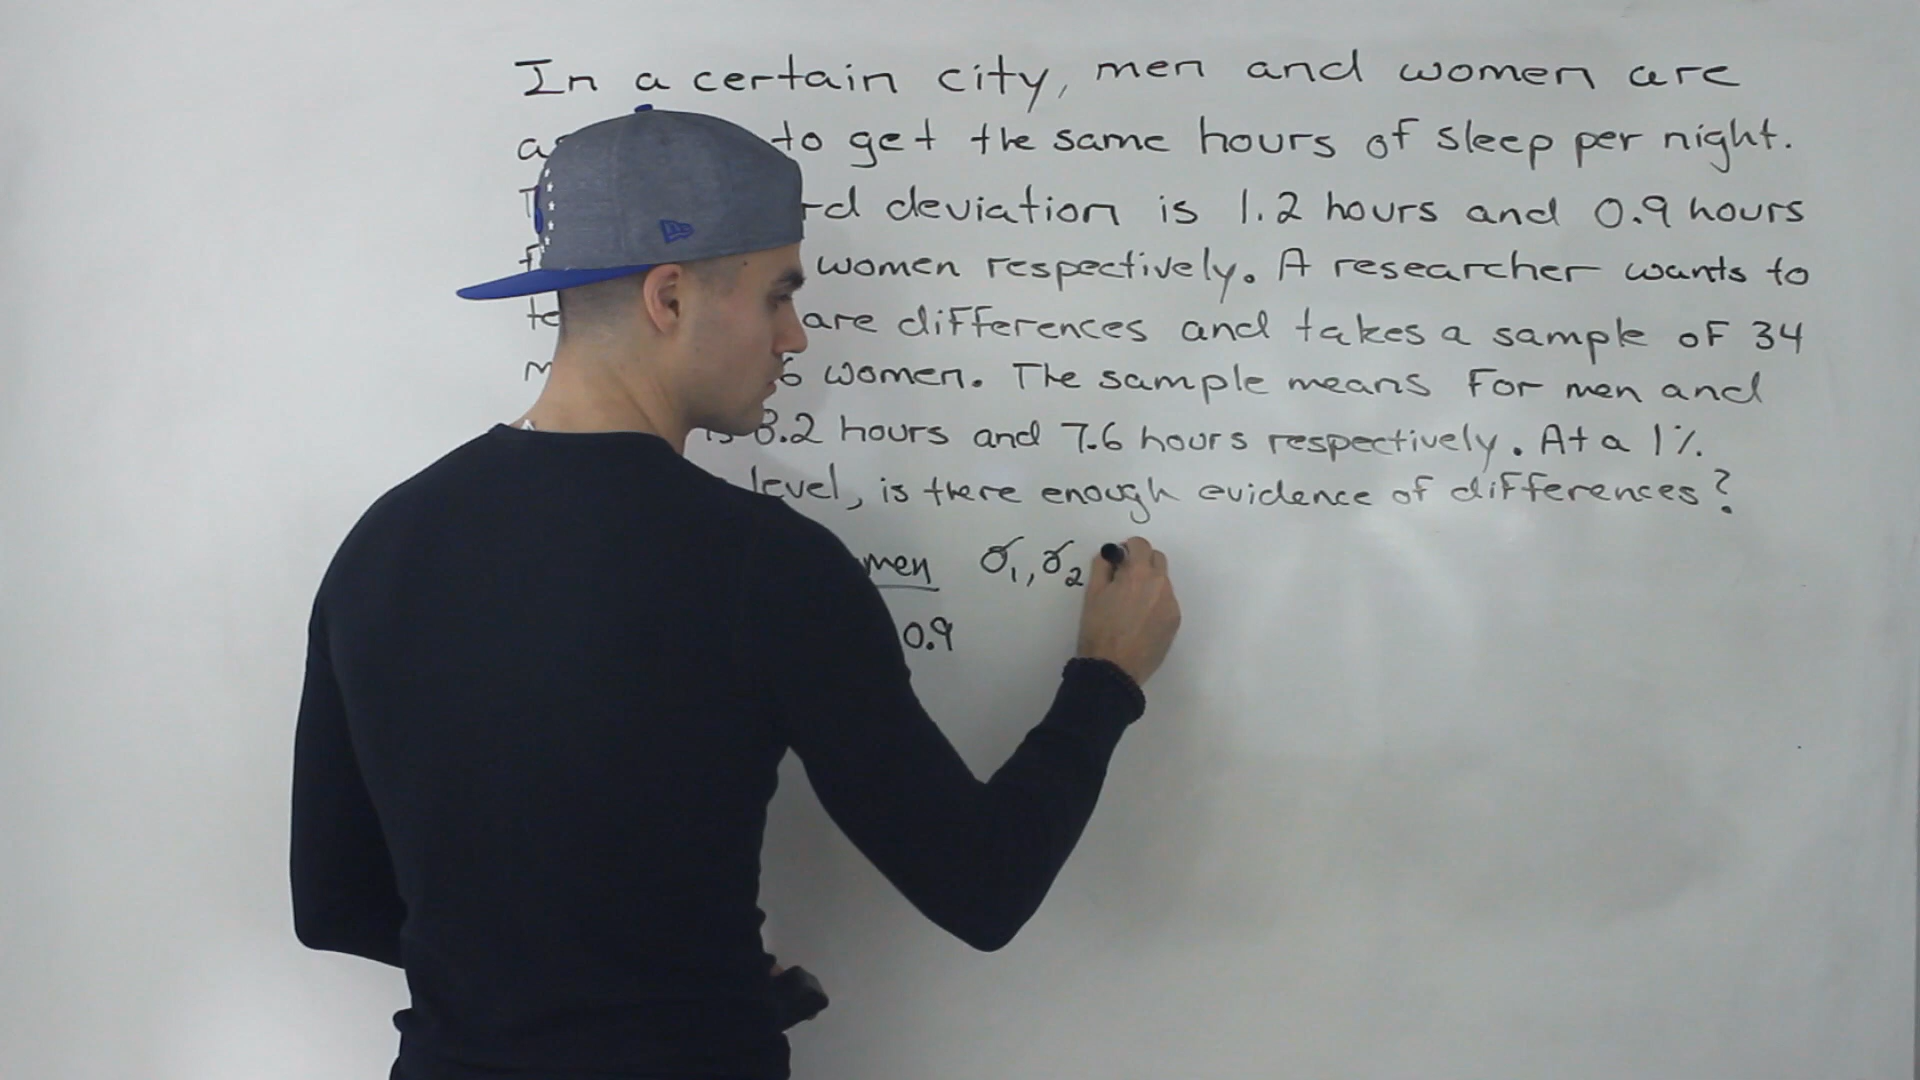 In a certain city, men and women are
to get the same hours of sleep per night.
deviation is 1.2 hours and 0.9 hours
women respectively. A researcher wants to
are differences and takes a sample of 34
women. The sample means for men and
is 8.2 hours and 7.6 hours respectively. At a 1%
level, is there enough evidence of differences?
σ₁, σ₂
0.9